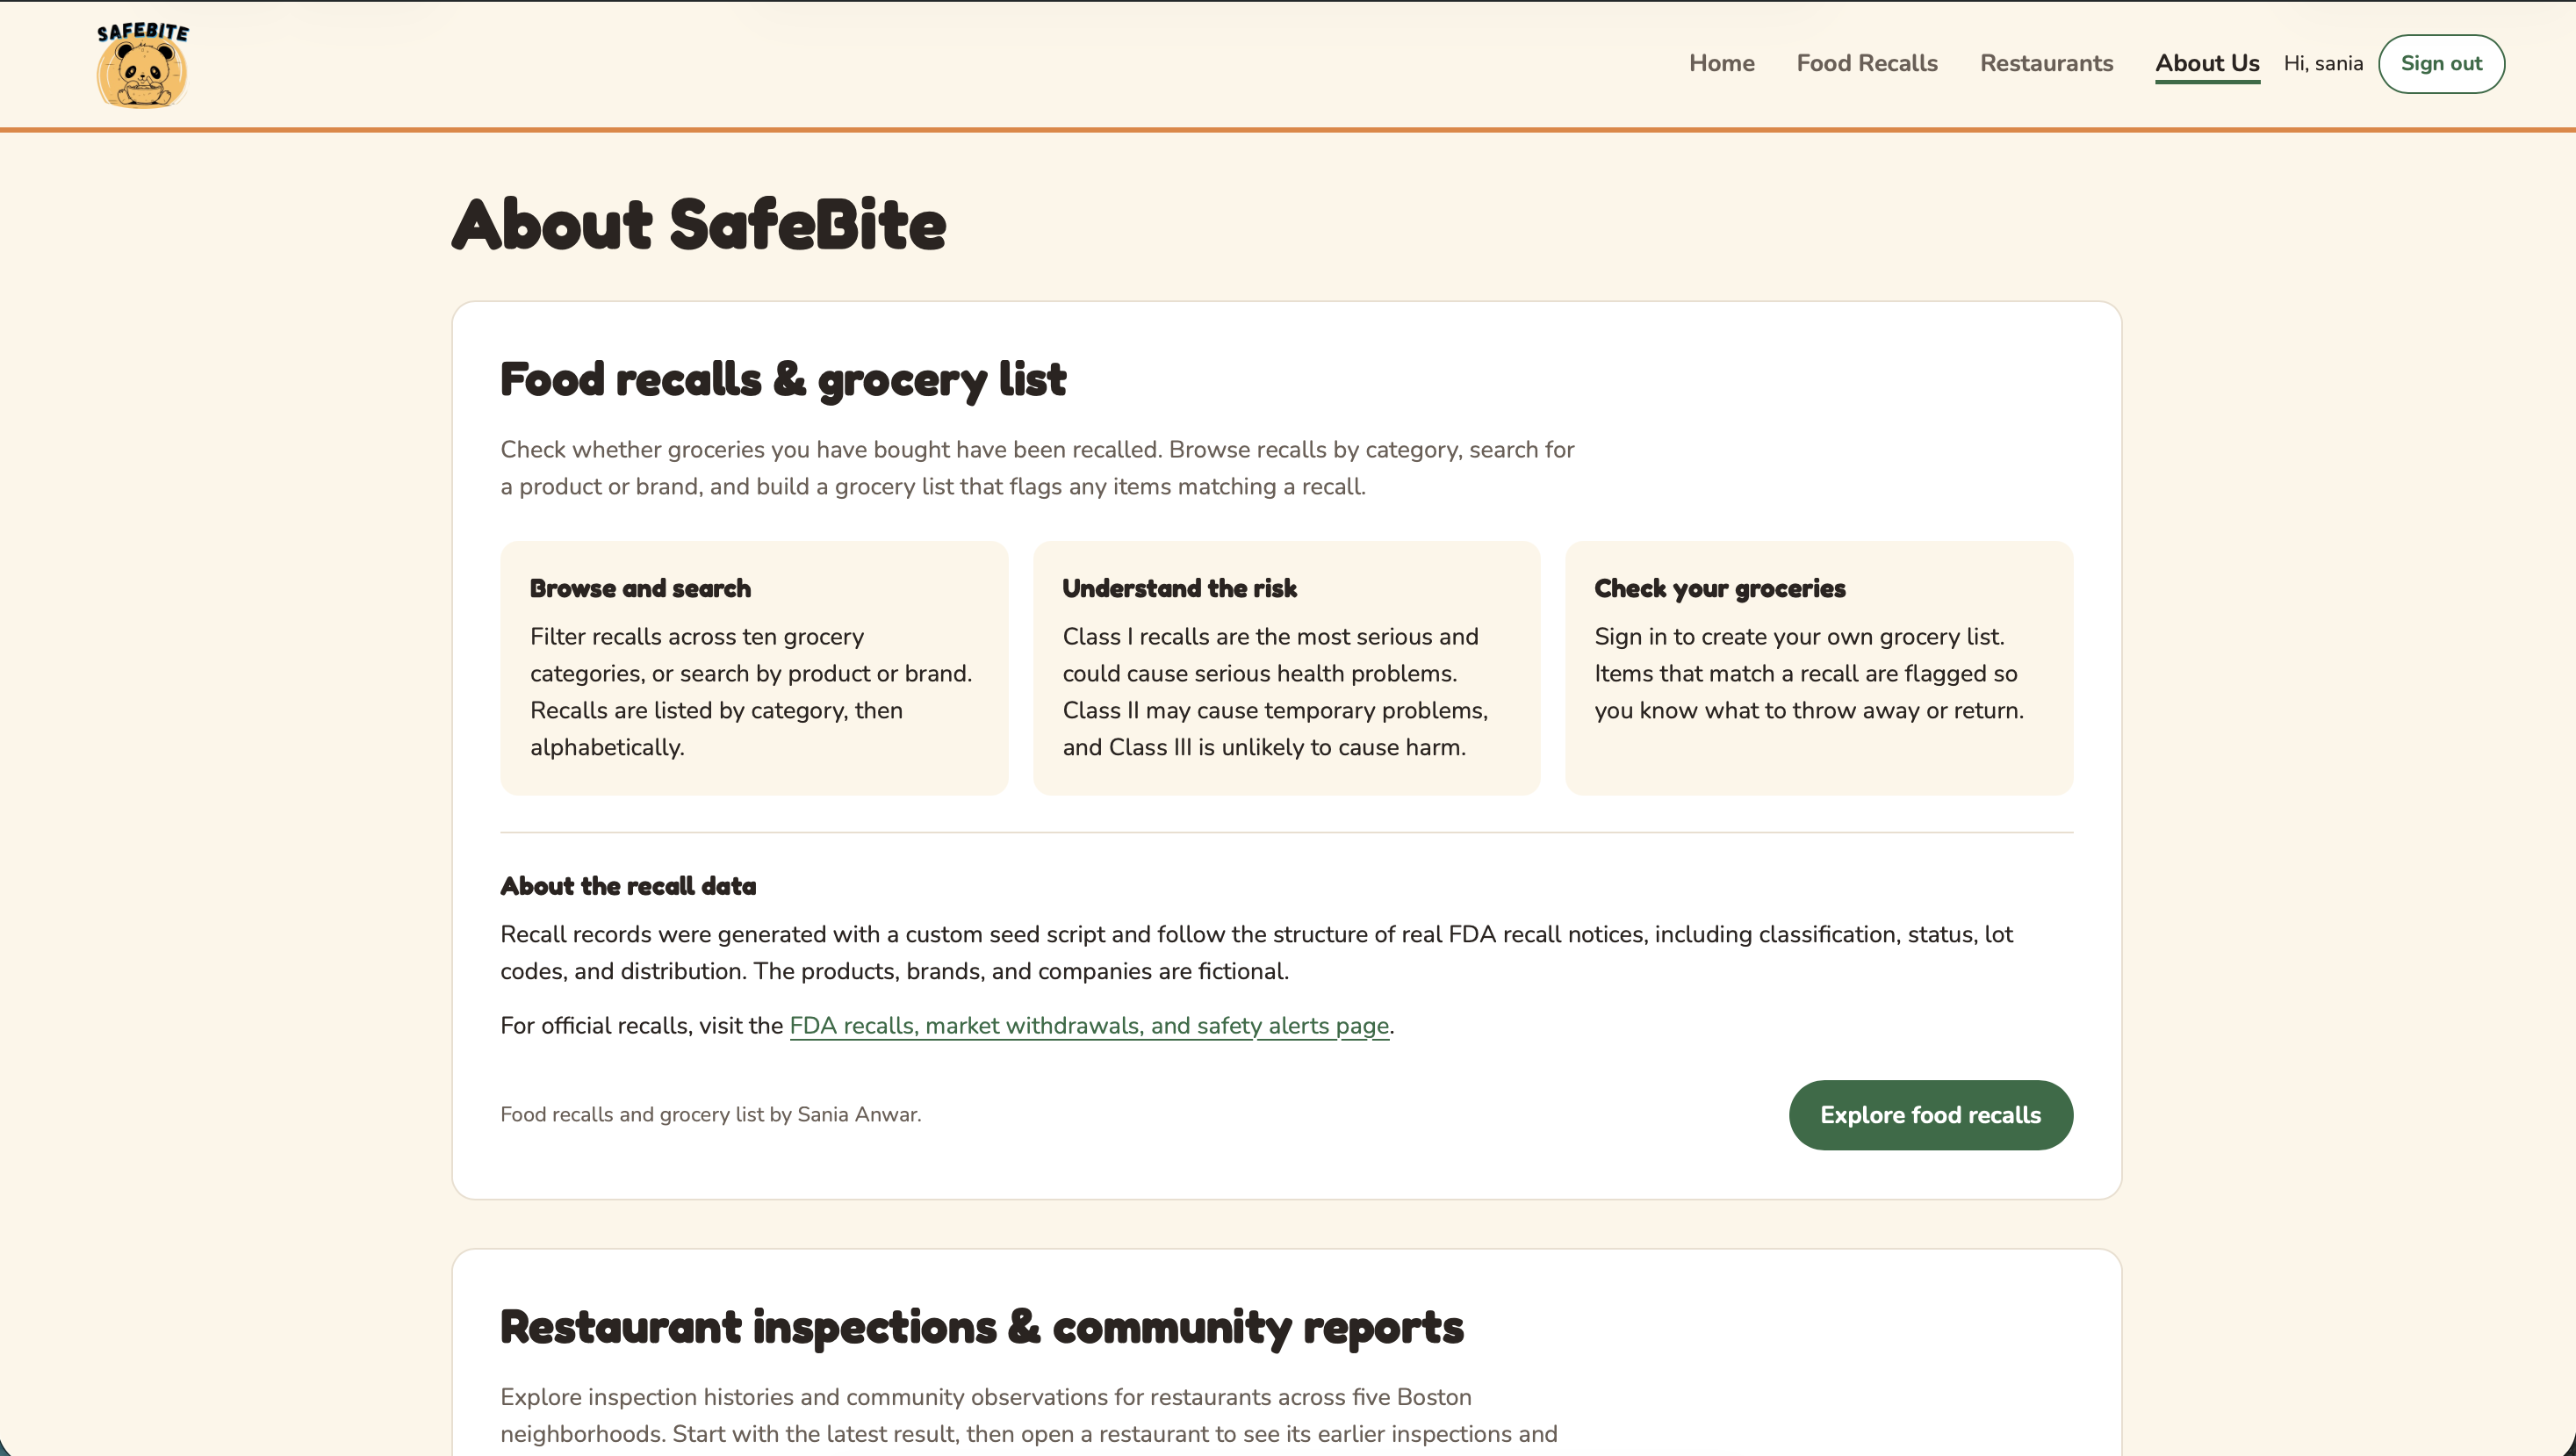 SAFEBITE
Home Food Recalls Restaurants About Us Hi, sania Sign out
About SafeBite
Food recalls & grocery list
Check whether groceries you have bought have been recalled. Browse recalls by category, search for
a product or brand, and build a grocery list that flags any items matching a recall.
Browse and search
Filter recalls across ten grocery
categories, or search by product or brand.
Recalls are listed by category, then
alphabetically.
Understand the risk
Class I recalls are the most serious and
could cause serious health problems.
Class II may cause temporary problems,
and Class III is unlikely to cause harm.
Check your groceries
Sign in to create your own grocery list.
Items that match a recall are flagged so
you know what to throw away or return.
About the recall data
Recall records were generated with a custom seed script and follow the structure of real FDA recall notices, including classification, status, lot
codes, and distribution. The products, brands, and companies are fictional.
For official recalls, visit the FDA recalls, market withdrawals, and safety alerts page.
Food recalls and grocery list by Sania Anwar.
Explore food recalls
Restaurant inspections & community reports
Explore inspection histories and community observations for restaurants across five Boston
neighborhoods. Start with the latest result, then open a restaurant to see its earlier inspections and